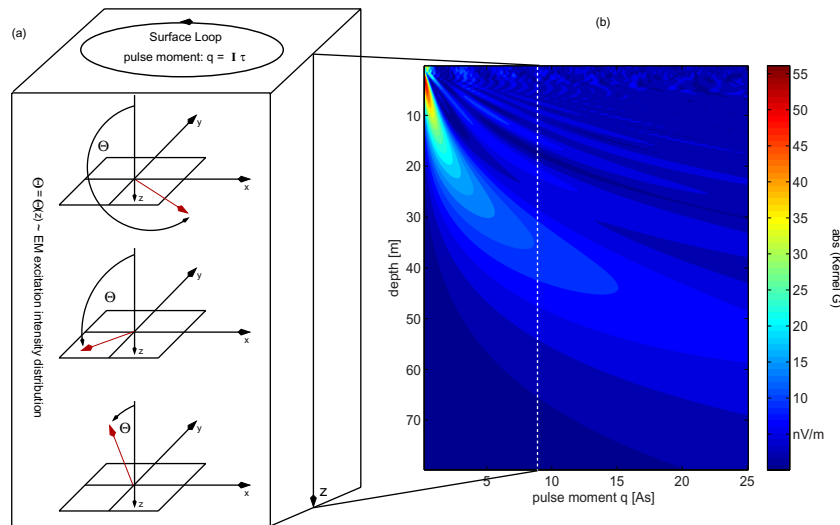 (a)
Surface Loop
pulse moment: q = I τ
Θ = Θ(z) ~ EM excitation intensity distribution
Θ
y
x
z
Θ
y
x
z
Θ
y
x
z
z
(b)
10
20
30
40
50
60
70
depth [m]
5
10
15
20
25
pulse moment q [As]
55
50
45
40
35
30
25
20
15
10
nV/m
abs (Kernel G)